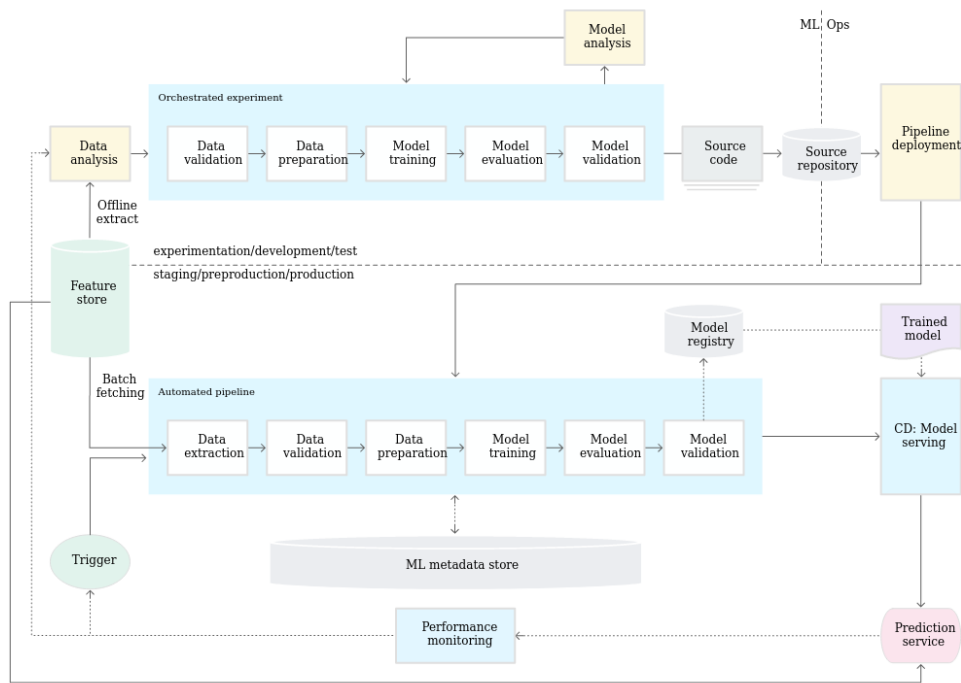 ML Ops
Model
analysis
Orchestrated experiment
Data
analysis
Data
validation
Data
preparation
Model
training
Model
evaluation
Model
validation
Source
code
Source
repository
Pipeline
deployment
Offline
extract
experimentation/development/test
staging/preproduction/production
Feature
store
Model
registry
Trained
model
Batch
fetching
Automated pipeline
Data
extraction
Data
validation
Data
preparation
Model
training
Model
evaluation
Model
validation
CD: Model
serving
Trigger
ML metadata store
Performance
monitoring
Prediction
service